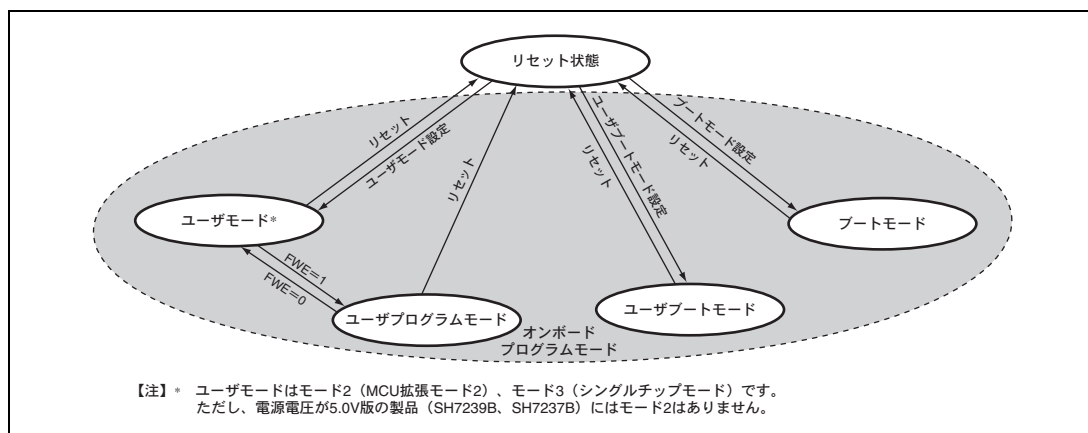 リセット状態
リセット
ユーザモード設定
リセット
ユーザブートモード設定
リセット
ブートモード設定
リセット
ユーザモード*
ブートモード
FWE=1
FWE=0
ユーザプログラムモード
ユーザブートモード
オンボード
プログラムモード
【注】* ユーザモードはモード2（MCU拡張モード2）、モード3（シングルチップモード）です。
ただし、電源電圧が5.0V版の製品（SH7239B、SH7237B）にはモード2はありません。